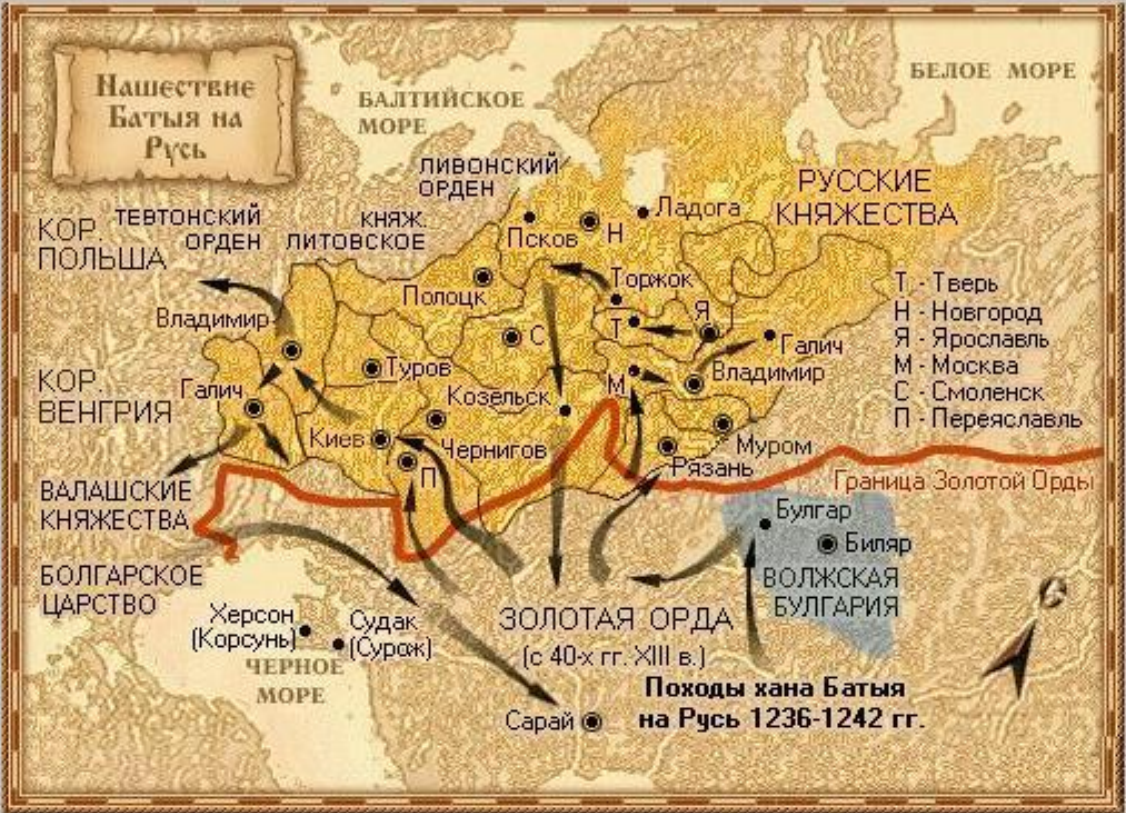 Нашествие
Батыя на
Русь
БАЛТИЙСКОЕ
МОРЕ
БЕЛОЕ МОРЕ
ЛИВОНСКИЙ
ОРДЕН
РУССКИЕ
КНЯЖЕСТВА
КОР.
ПОЛЬША
ТЕВТОНСКИЙ
ОРДЕН
КНЯЖ.
ЛИТОВСКОЕ
Псков
Н
Ладога
Полоцк
Торжок
Т
Я
Галич
Владимир
С
Туров
М
Владимир
Т - Тверь
Н - Новгород
Я - Ярославль
М - Москва
С - Смоленск
П - Переяславль
КОР.
ВЕНГРИЯ
Галич
Козельск
Киев
Чернигов
П
Муром
Рязань
Граница Золотой Орды
ВАЛАШСКИЕ
КНЯЖЕСТВА
Булгар
Биляр
ВОЛЖСКАЯ
БУЛГАРИЯ
БОЛГАРСКОЕ
ЦАРСТВО
Херсон
(Корсунь)
Судак
(Сурож)
ЧЕРНОЕ
МОРЕ
ЗОЛОТАЯ ОРДА
(с 40-х гг. XIII в.)
Сарай
Походы хана Батыя
на Русь 1236-1242 гг.